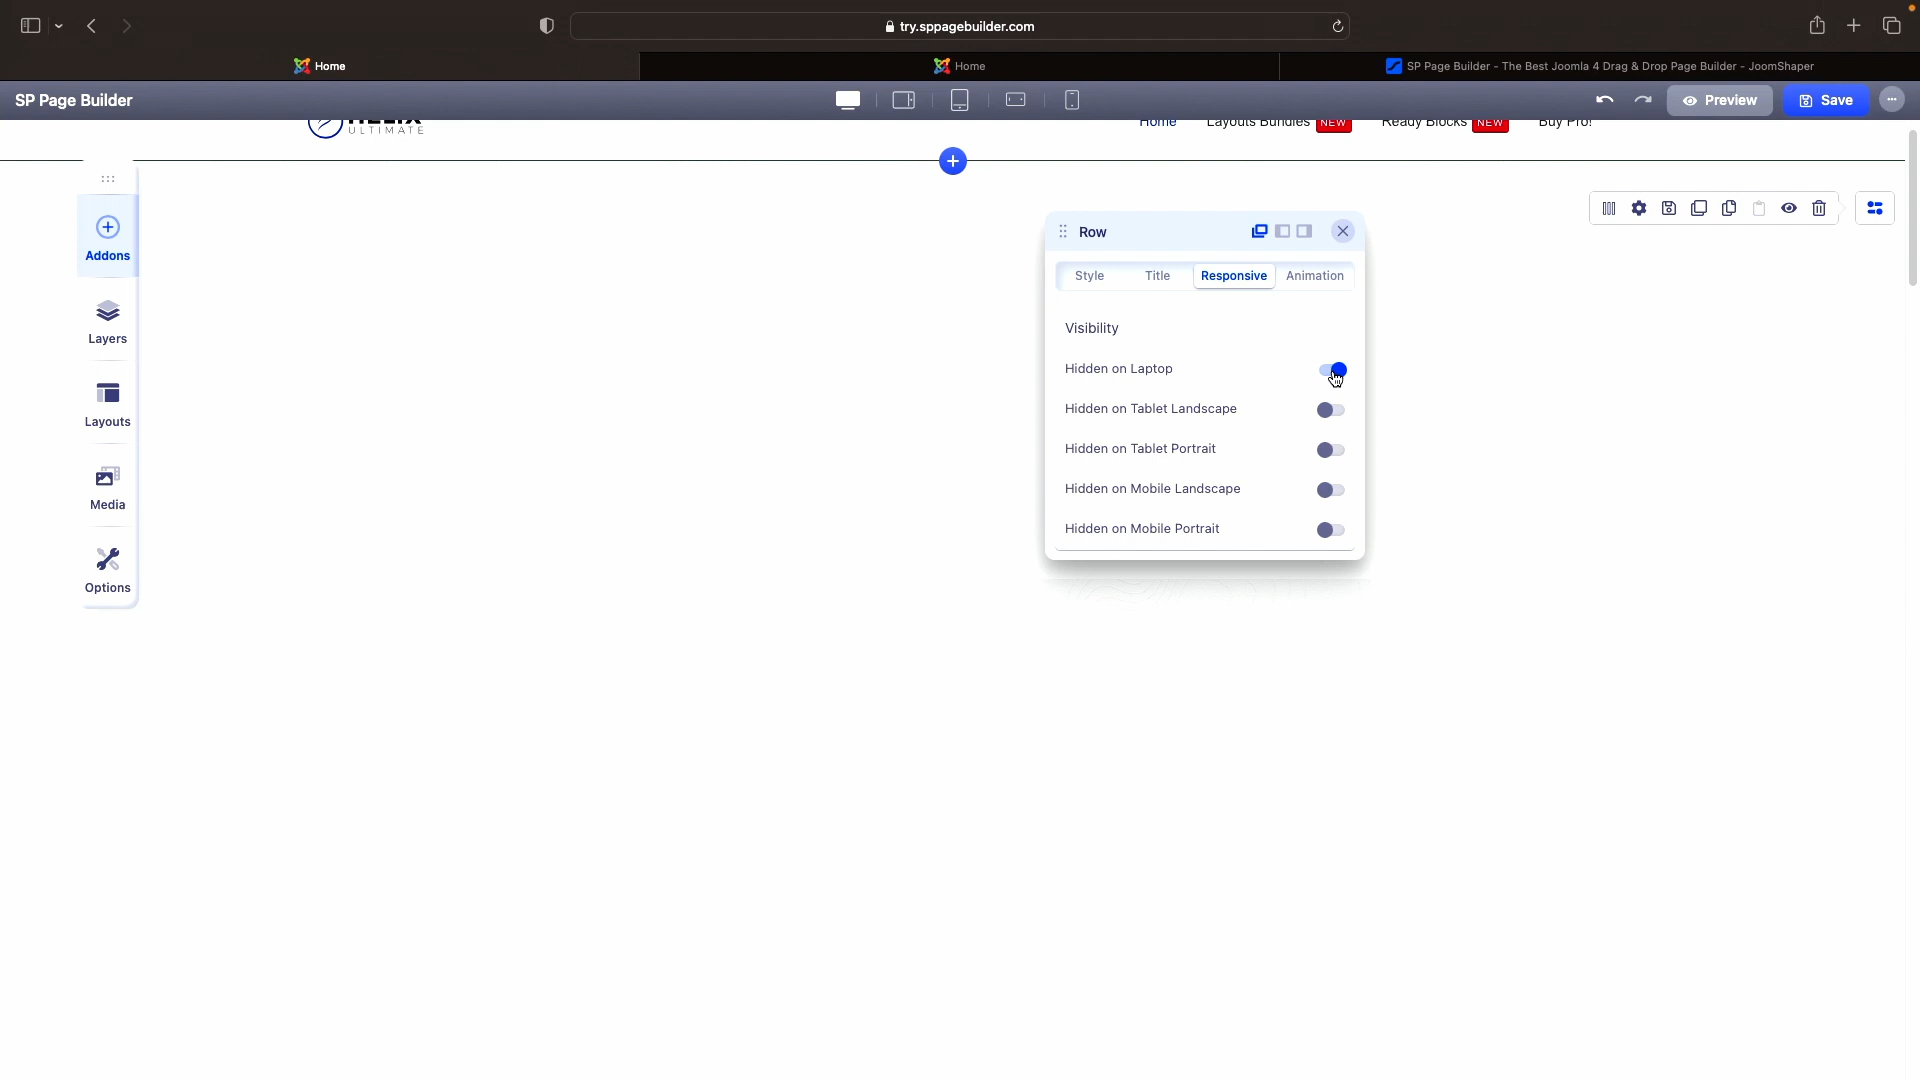 try.sppagebuilder.com
Home
Home
SP Page Builder - The Best Joomla 4 Drag & Drop Page Builder - JoomShaper
SP Page Builder
Preview
Save
HELIX
ULTIMATE
Home
Layouts Bundles NEW
Ready Blocks NEW
Buy Pro!
Addons
Layers
Layouts
Media
Options
Row
Style
Title
Responsive
Animation
Visibility
Hidden on Laptop
Hidden on Tablet Landscape
Hidden on Tablet Portrait
Hidden on Mobile Landscape
Hidden on Mobile Portrait